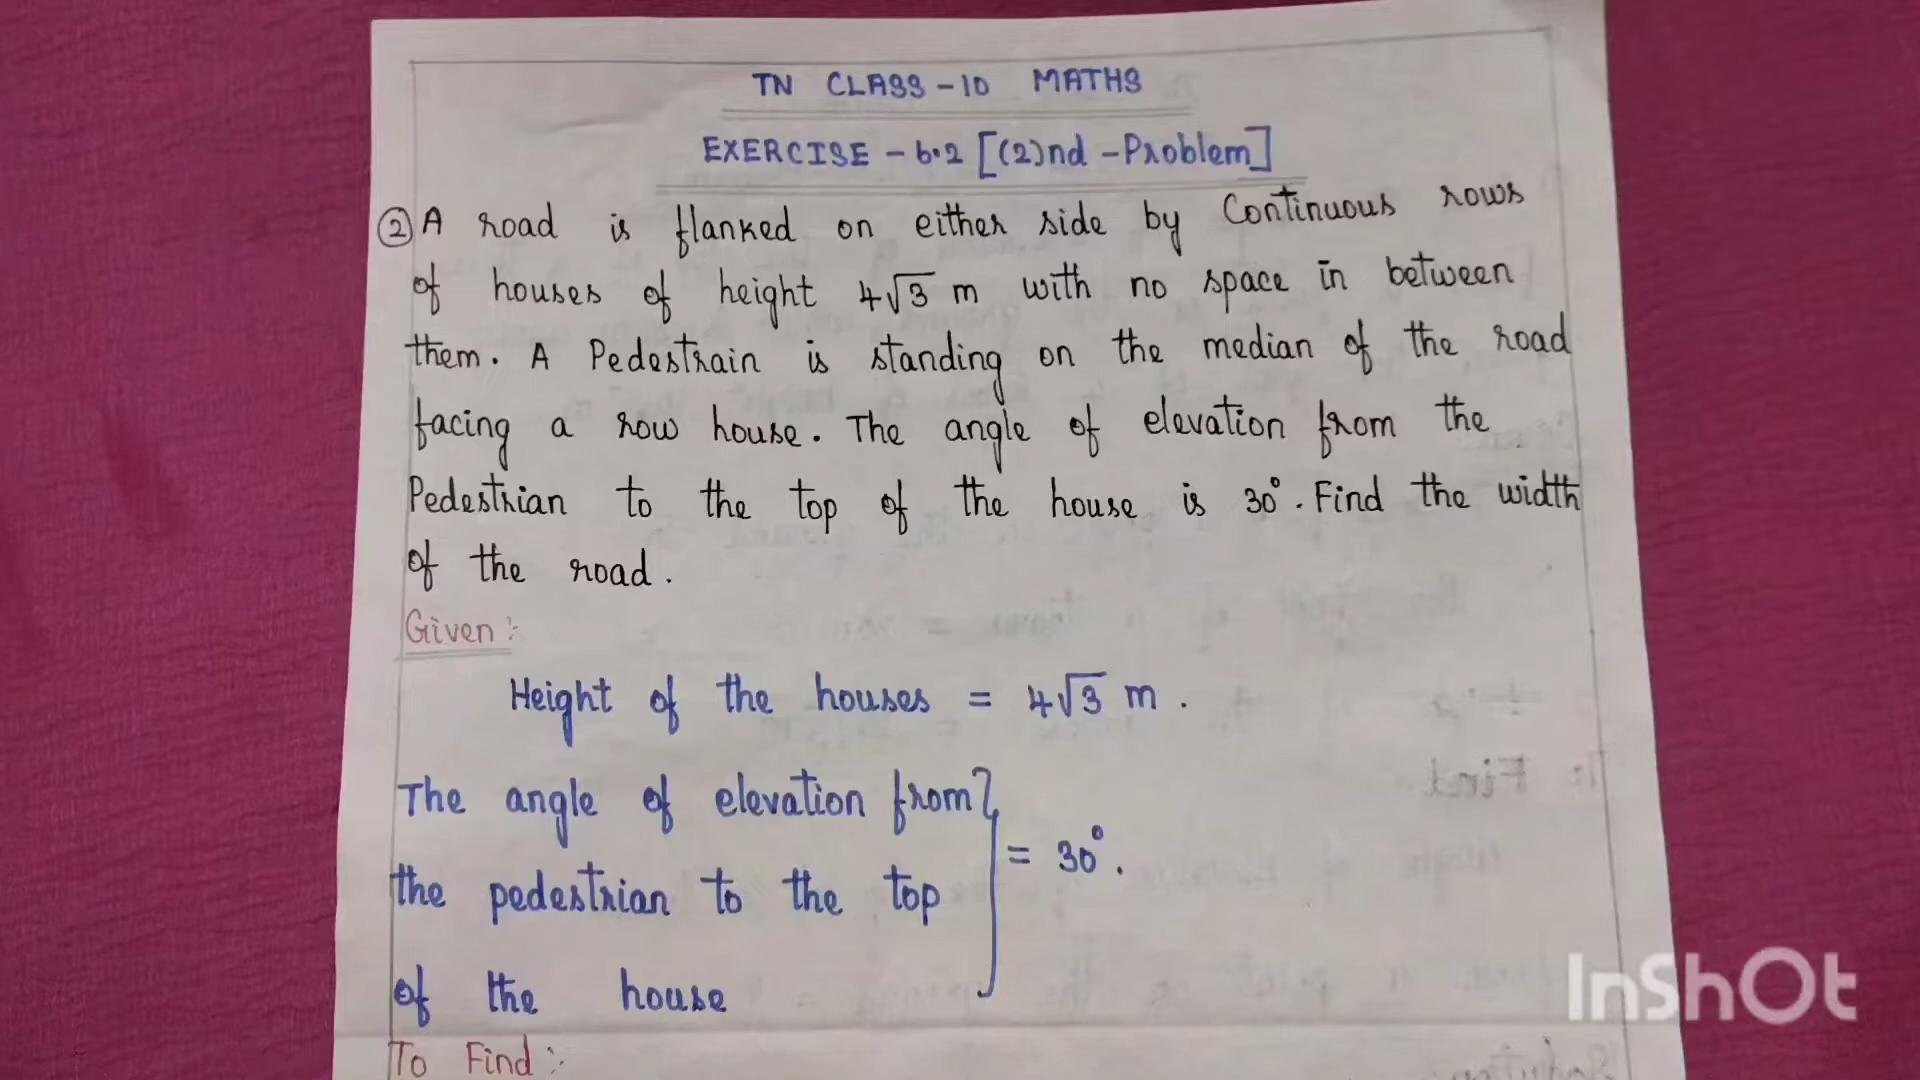 TN CLASS-10 MATHS
EXERCISE - 6.2 [(2)nd - Problem]
② A road is flanked on either side by Continuous rows
of houses of height 4√3 m with no space in between
them. A Pedestrain is standing on the median of the road
facing a row house. The angle of elevation from the
Pedestrian to the top of the house is 30°. Find the width
of the road.
Given:
Height of the houses = 4√3 m.
The angle of elevation from
the pedestrian to the top } = 30°.
of the house
To Find:
InShOt